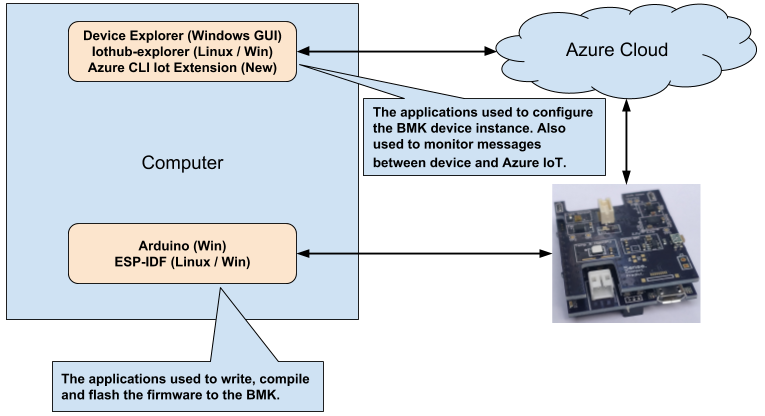 Device Explorer (Windows GUI)
Iothub-explorer (Linux / Win)
Azure CLI Iot Extension (New)
Azure Cloud
The applications used to configure
the BMK device instance. Also
used to monitor messages
between device and Azure IoT.
Computer
Arduino (Win)
ESP-IDF (Linux / Win)
The applications used to write, compile
and flash the firmware to the BMK.